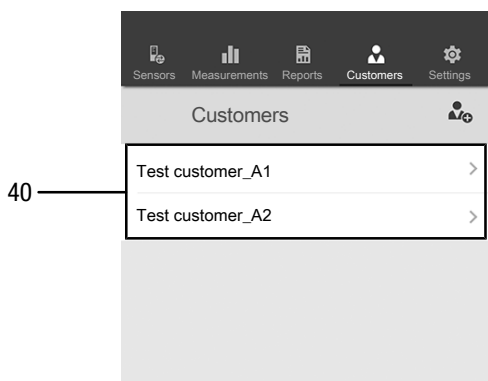 Sensors Measurements Reports Customers Settings
Customers
Test customer_A1
40
Test customer_A2